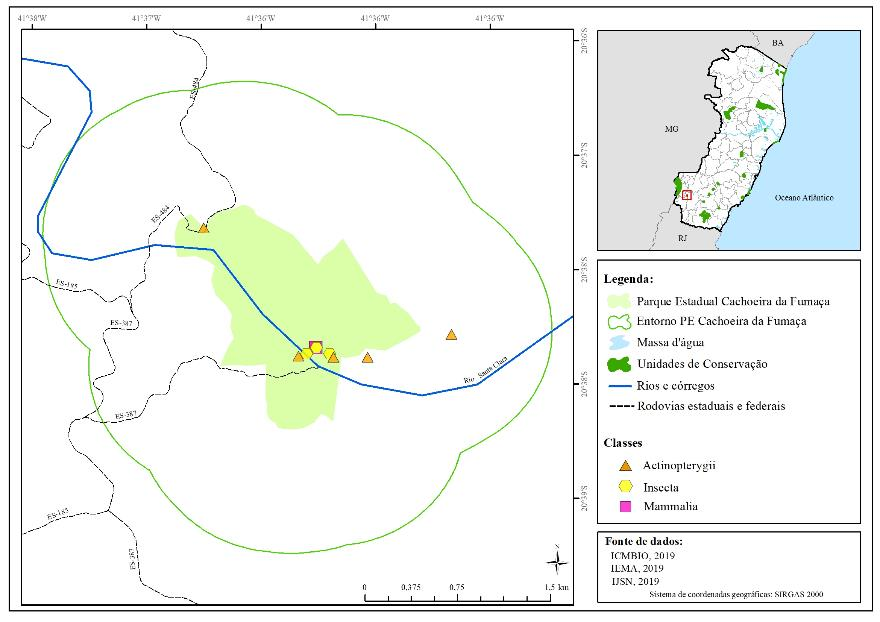 41°38'W 41°37'W 41°36'W 41°36'W 41°36'W
20°36'S
20°37'S
20°38'S
20°38'S
20°39'S
ES-484
ES-484
ES-185
ES-387
ES-387
ES-185
ES-387
Rio Santa Clara
N
0 0.375 0.75 1.5 km
BA
MG
RJ
Oceano Atlântico
Legenda:
Parque Estadual Cachoeira da Fumaça
Entorno PE Cachoeira da Fumaça
Massa d'água
Unidades de Conservação
Rios e córregos
Rodovias estaduais e federais
Classes
Actinopterygii
Insecta
Mammalia
Fonte de dados:
ICMBIO, 2019
IEMA, 2019
IJSN, 2019
Sistema de coordenadas geográficas: SIRGAS 2000